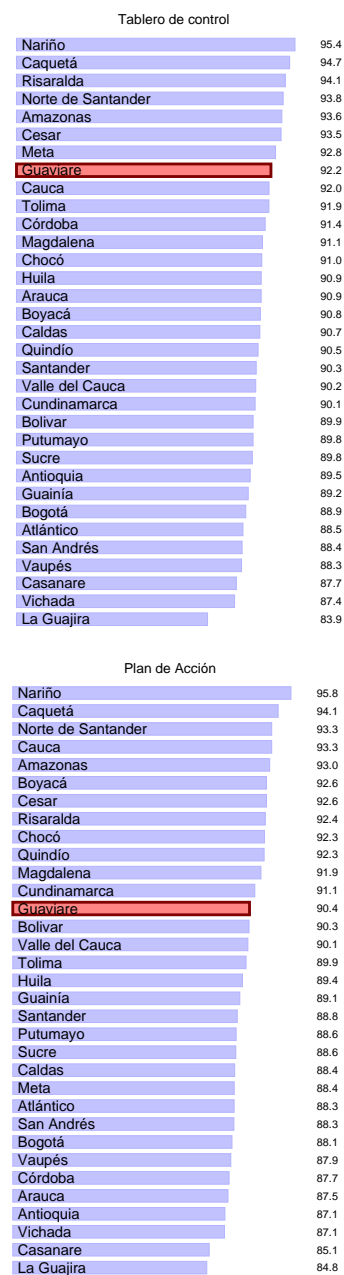 Tablero de control
Nariño 95.4
Caquetá 94.7
Risaralda 94.1
Norte de Santander 93.8
Amazonas 93.6
Cesar 93.5
Meta 92.8
Guaviare 92.2
Cauca 92.0
Tolima 91.9
Córdoba 91.4
Magdalena 91.1
Chocó 91.0
Huila 90.9
Arauca 90.9
Boyacá 90.8
Caldas 90.7
Quindío 90.5
Santander 90.3
Valle del Cauca 90.2
Cundinamarca 90.1
Bolivar 89.9
Putumayo 89.8
Sucre 89.8
Antioquia 89.5
Guainía 89.2
Bogotá 88.9
Atlántico 88.5
San Andrés 88.4
Vaupés 88.3
Casanare 87.7
Vichada 87.4
La Guajira 83.9
Plan de Acción
Nariño 95.8
Caquetá 94.1
Norte de Santander 93.3
Cauca 93.3
Amazonas 93.0
Boyacá 92.6
Cesar 92.6
Risaralda 92.4
Chocó 92.3
Quindío 92.3
Magdalena 91.9
Cundinamarca 91.1
Guaviare 90.4
Bolivar 90.3
Valle del Cauca 90.1
Tolima 89.9
Huila 89.4
Guainía 89.1
Santander 88.8
Putumayo 88.6
Sucre 88.6
Caldas 88.4
Meta 88.4
Atlántico 88.3
San Andrés 88.3
Bogotá 88.1
Vaupés 87.9
Córdoba 87.7
Arauca 87.5
Antioquia 87.1
Vichada 87.1
Casanare 85.1
La Guajira 84.8